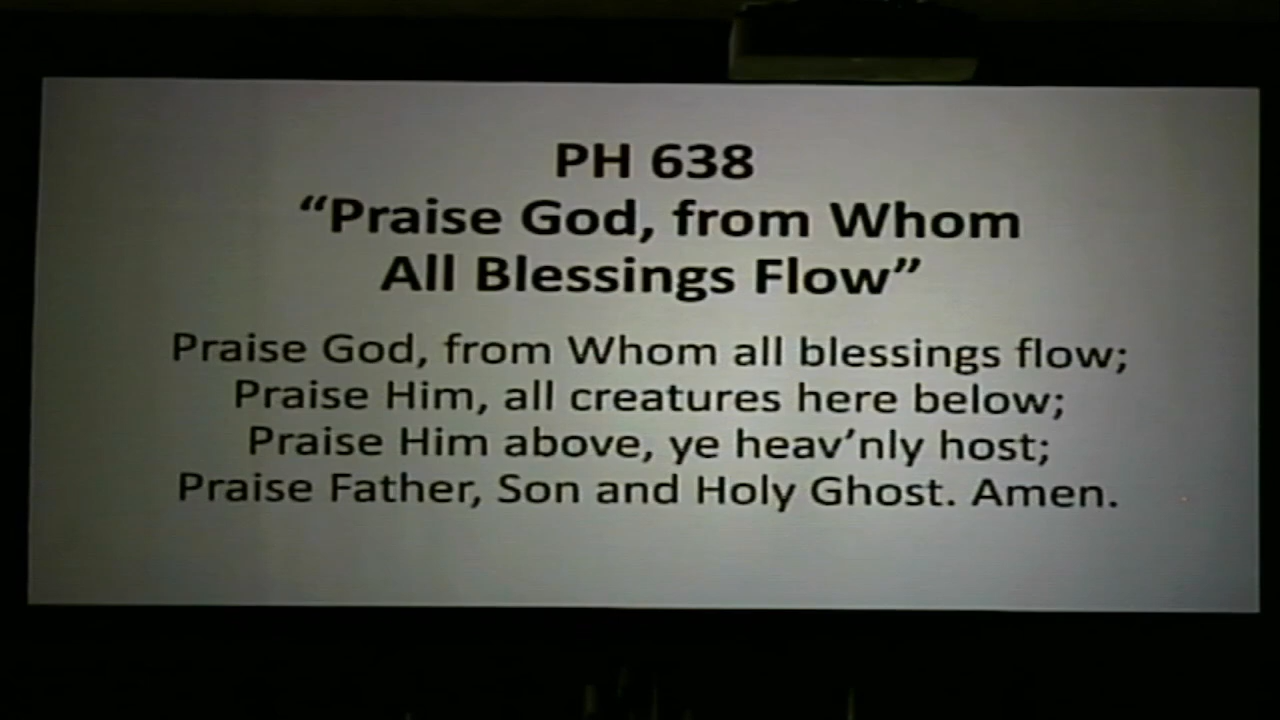 PH 638
“Praise God, from Whom
All Blessings Flow”
Praise God, from Whom all blessings flow;
Praise Him, all creatures here below;
Praise Him above, ye heav’nly host;
Praise Father, Son and Holy Ghost. Amen.